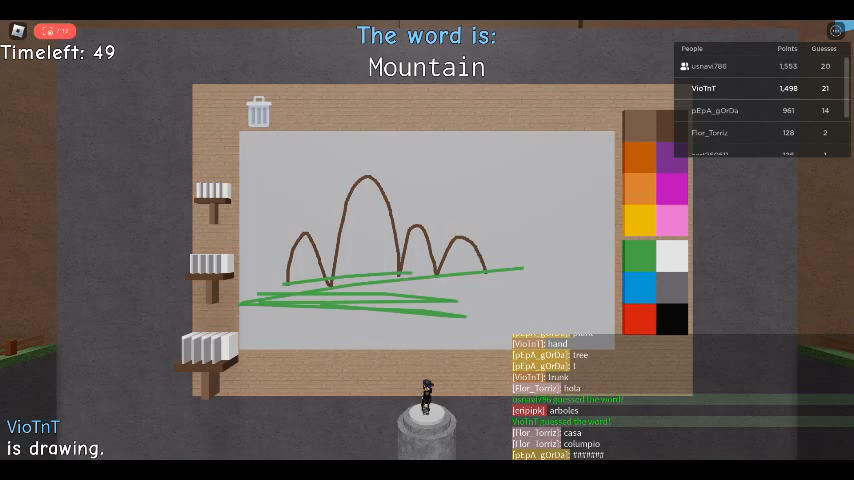 The word is:
Timeleft: 49
Mountain
People Points Guesses
usnavi786 1,553 20
VioTnT 1,498 21
pEpA_gOrDa 961 14
Flor_Torriz 128 2
[VioTnT]: hand
[pEpA_gOrDa]: tree
[pEpA_gOrDa]: t
[VioTnT]: trunk
[Flor_Torriz]: hola
usnavi786 guessed the word!
[eripipk] arboles
VioTnT guessed the word!
[Flor_Torriz]: casa
[Flor_Torriz]: columpio
[pEpA_gOrDa]: #######
VioTnT
is drawing.